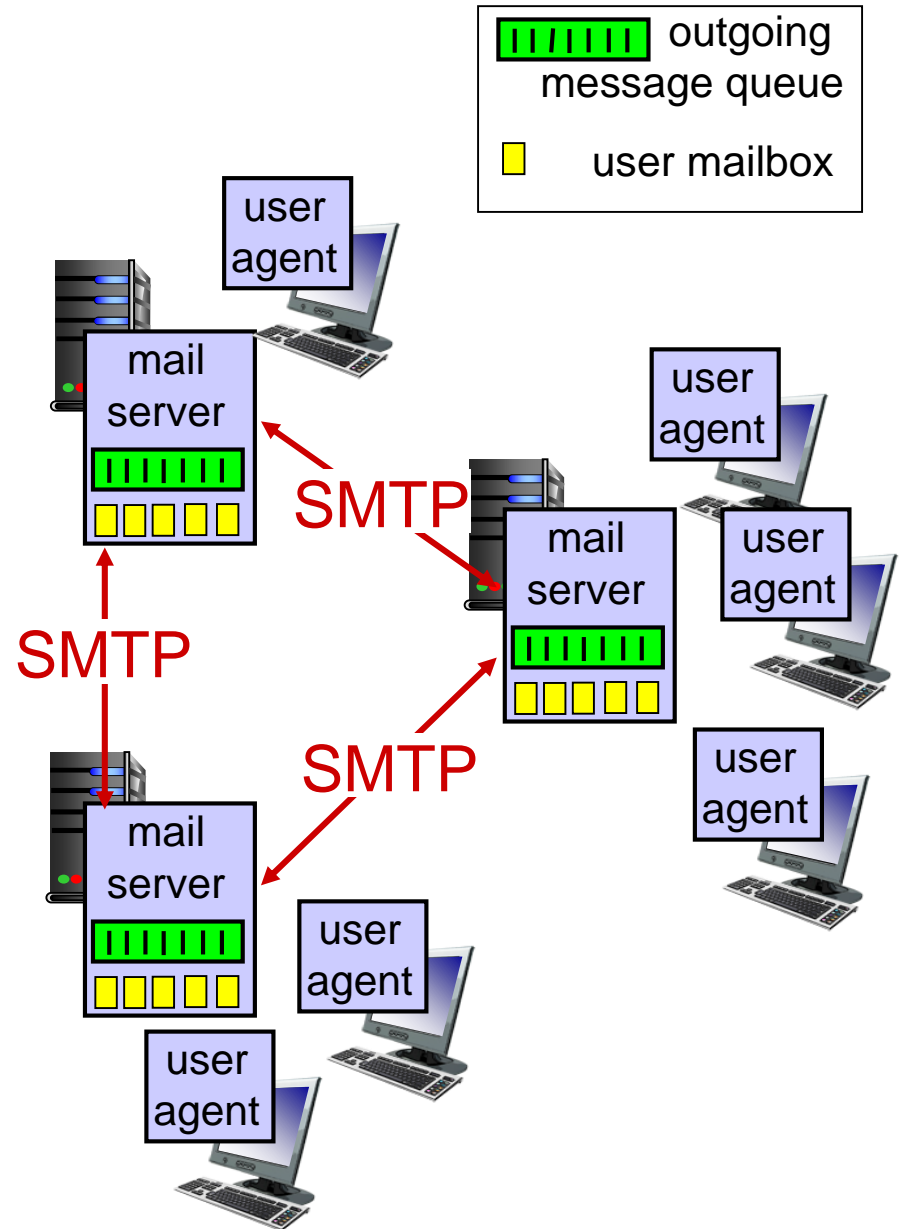 outgoing
message queue
user mailbox
user
agent
mail
server
SMTP
user
agent
mail
server
user
agent
SMTP
SMTP
user
agent
mail
server
user
agent
user
agent